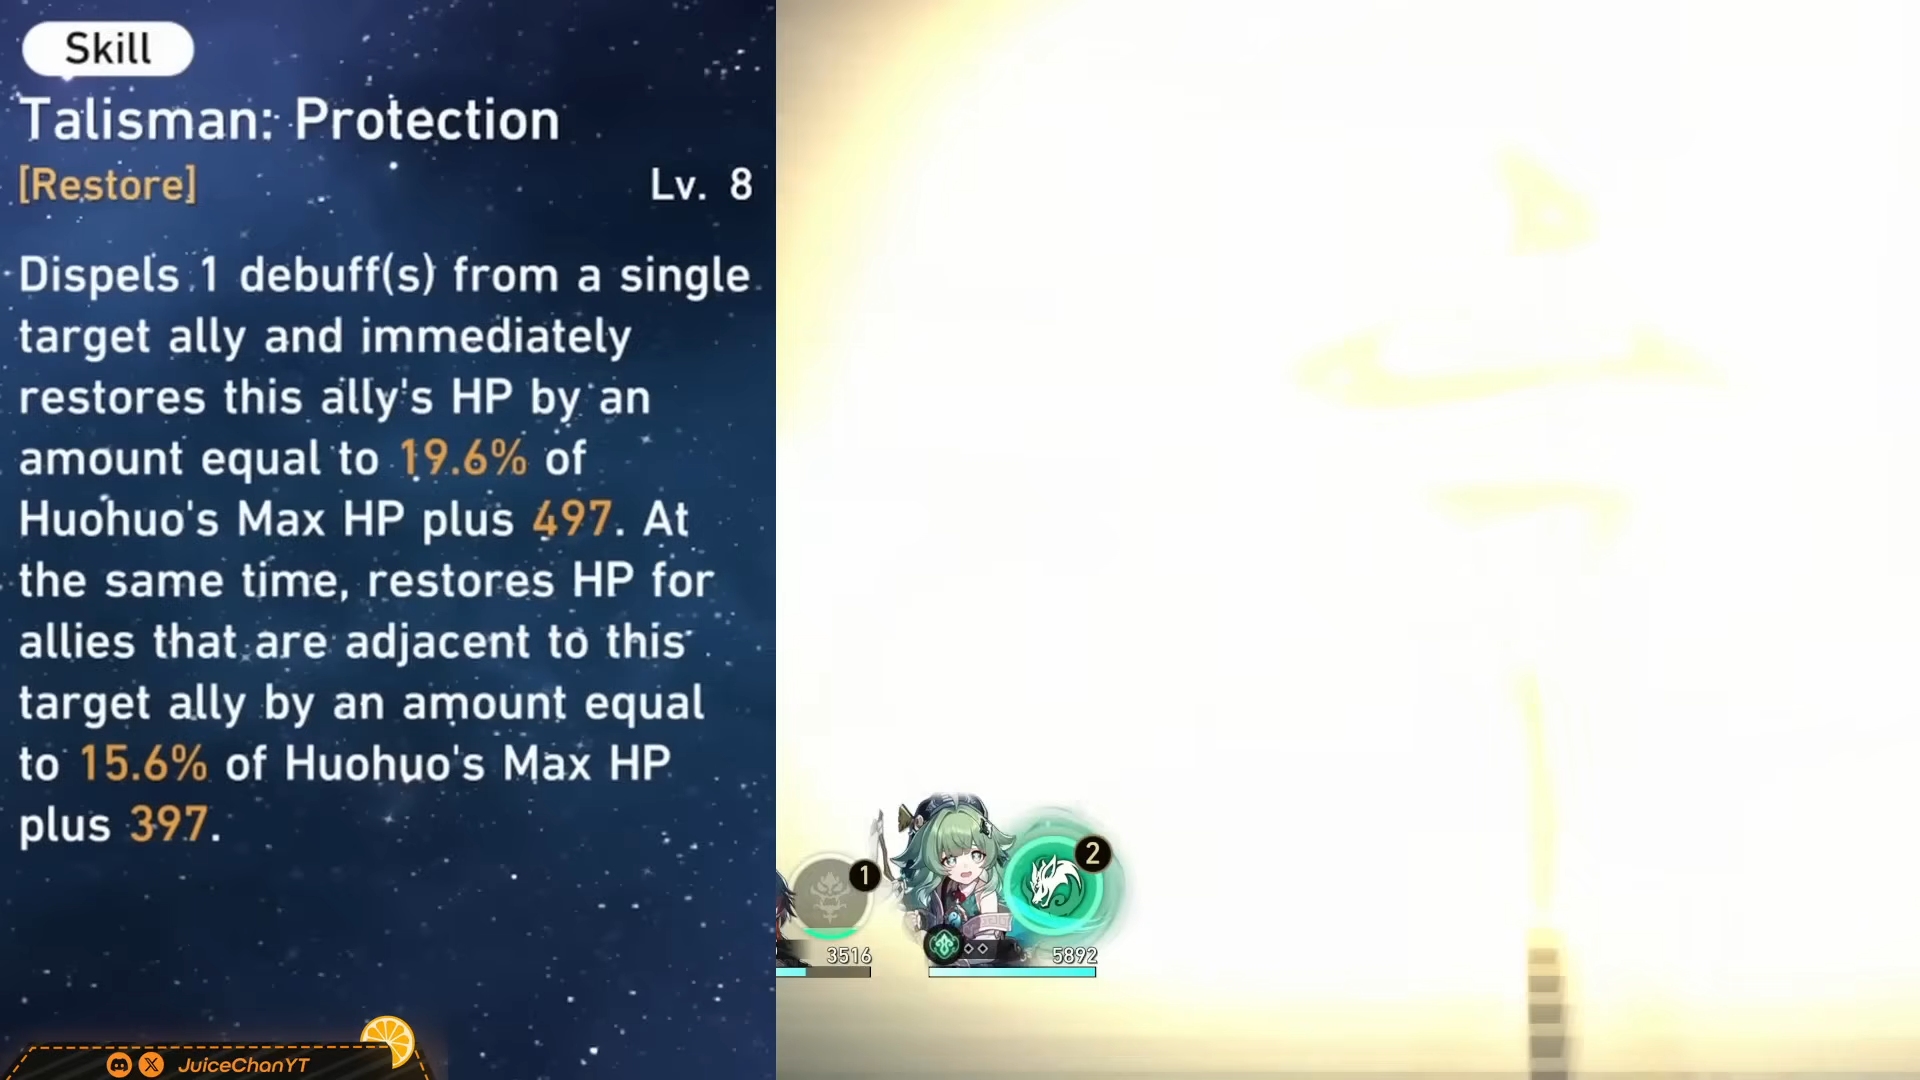 Skill
Talisman: Protection
[Restore]
Lv. 8
Dispels 1 debuff(s) from a single
target ally and immediately
restores this ally's HP by an
amount equal to 19.6% of
Huohuo's Max HP plus 497. At
the same time, restores HP for
allies that are adjacent to this
target ally by an amount equal
to 15.6% of Huohuo's Max HP
plus 397.
1
2
3516
5892
JuiceChanYT